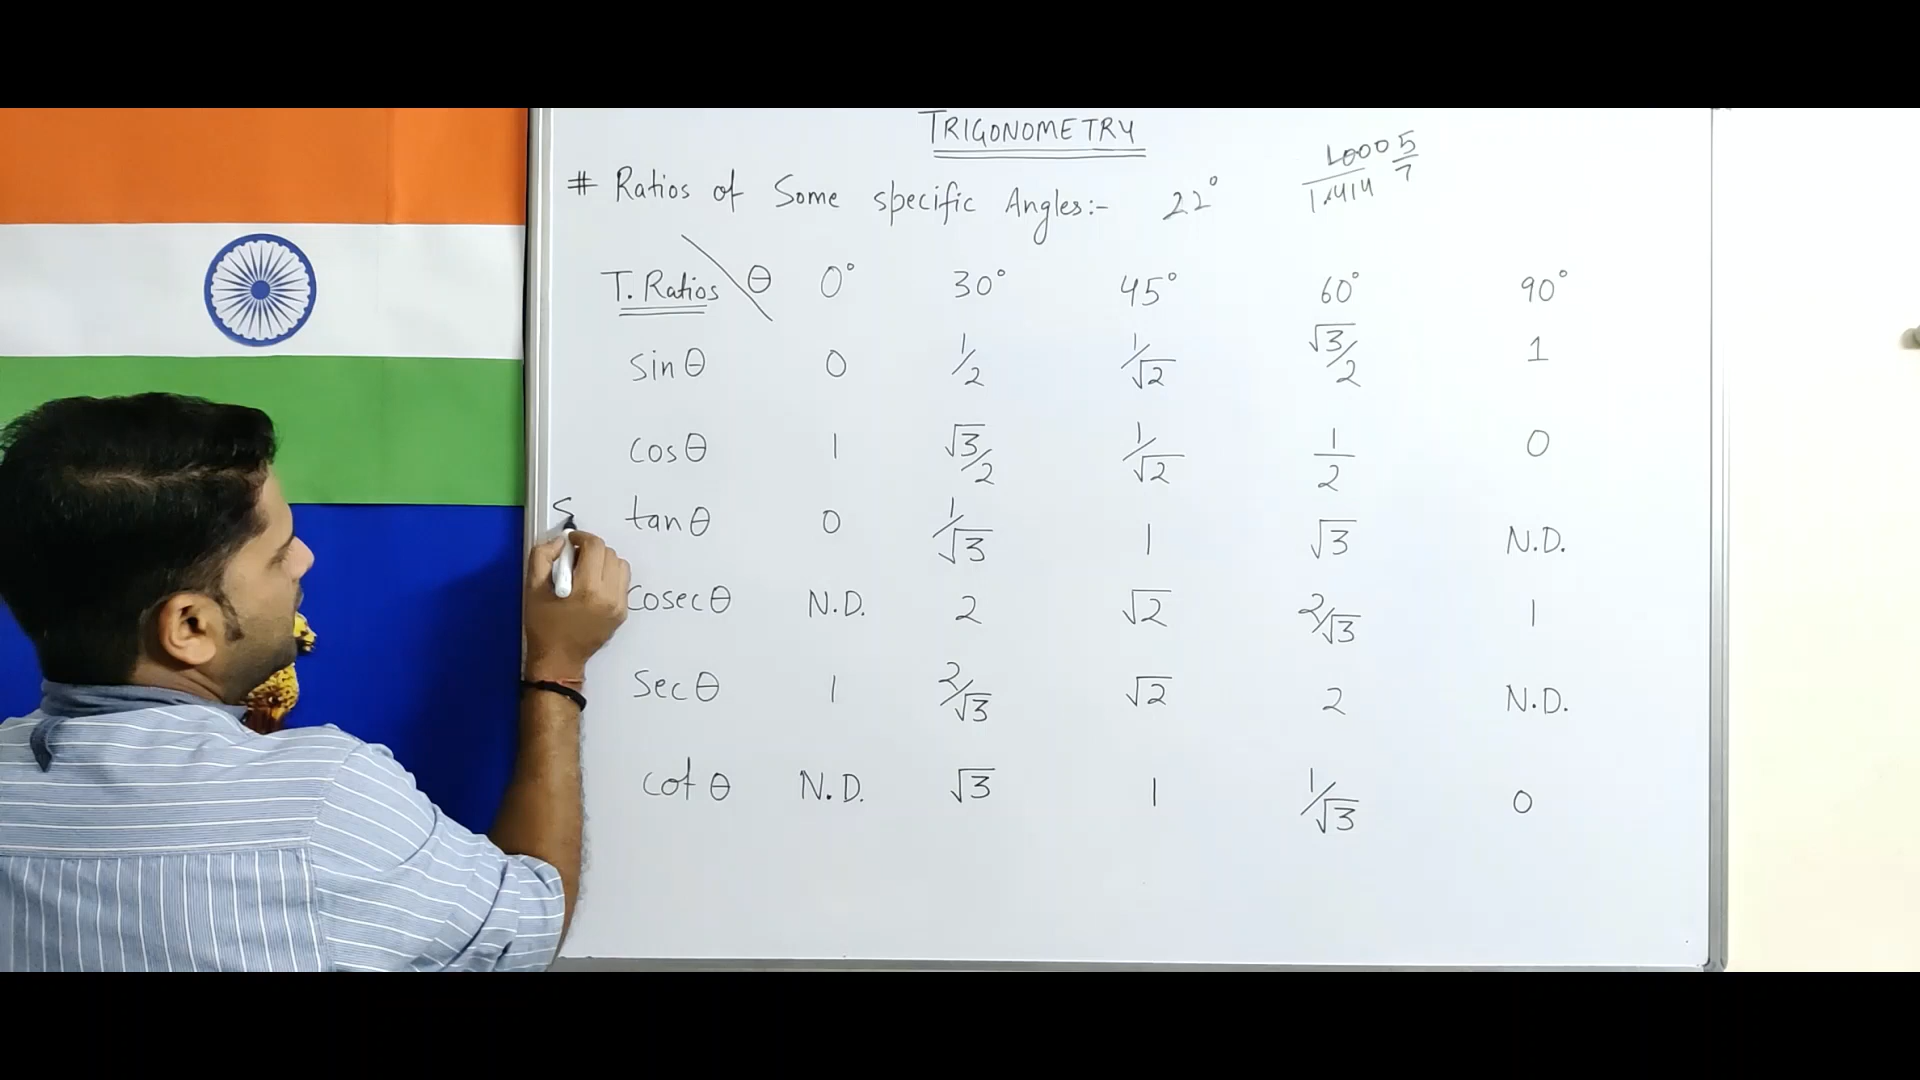 TRIGONOMETRY
# Ratios of Some specific Angles:- 22°
1000 5
1.414 7
T. Ratios θ 0° 30° 45° 60° 90°
sinθ 0 1/2 1/√2 √3/2 1
cosθ 1 √3/2 1/√2 1/2 0
S
tanθ 0 1/√3 1 √3 N.D.
cosecθ N.D. 2 √2 2/√3 1
secθ 1 2/√3 √2 2 N.D.
cotθ N.D. √3 1 1/√3 0